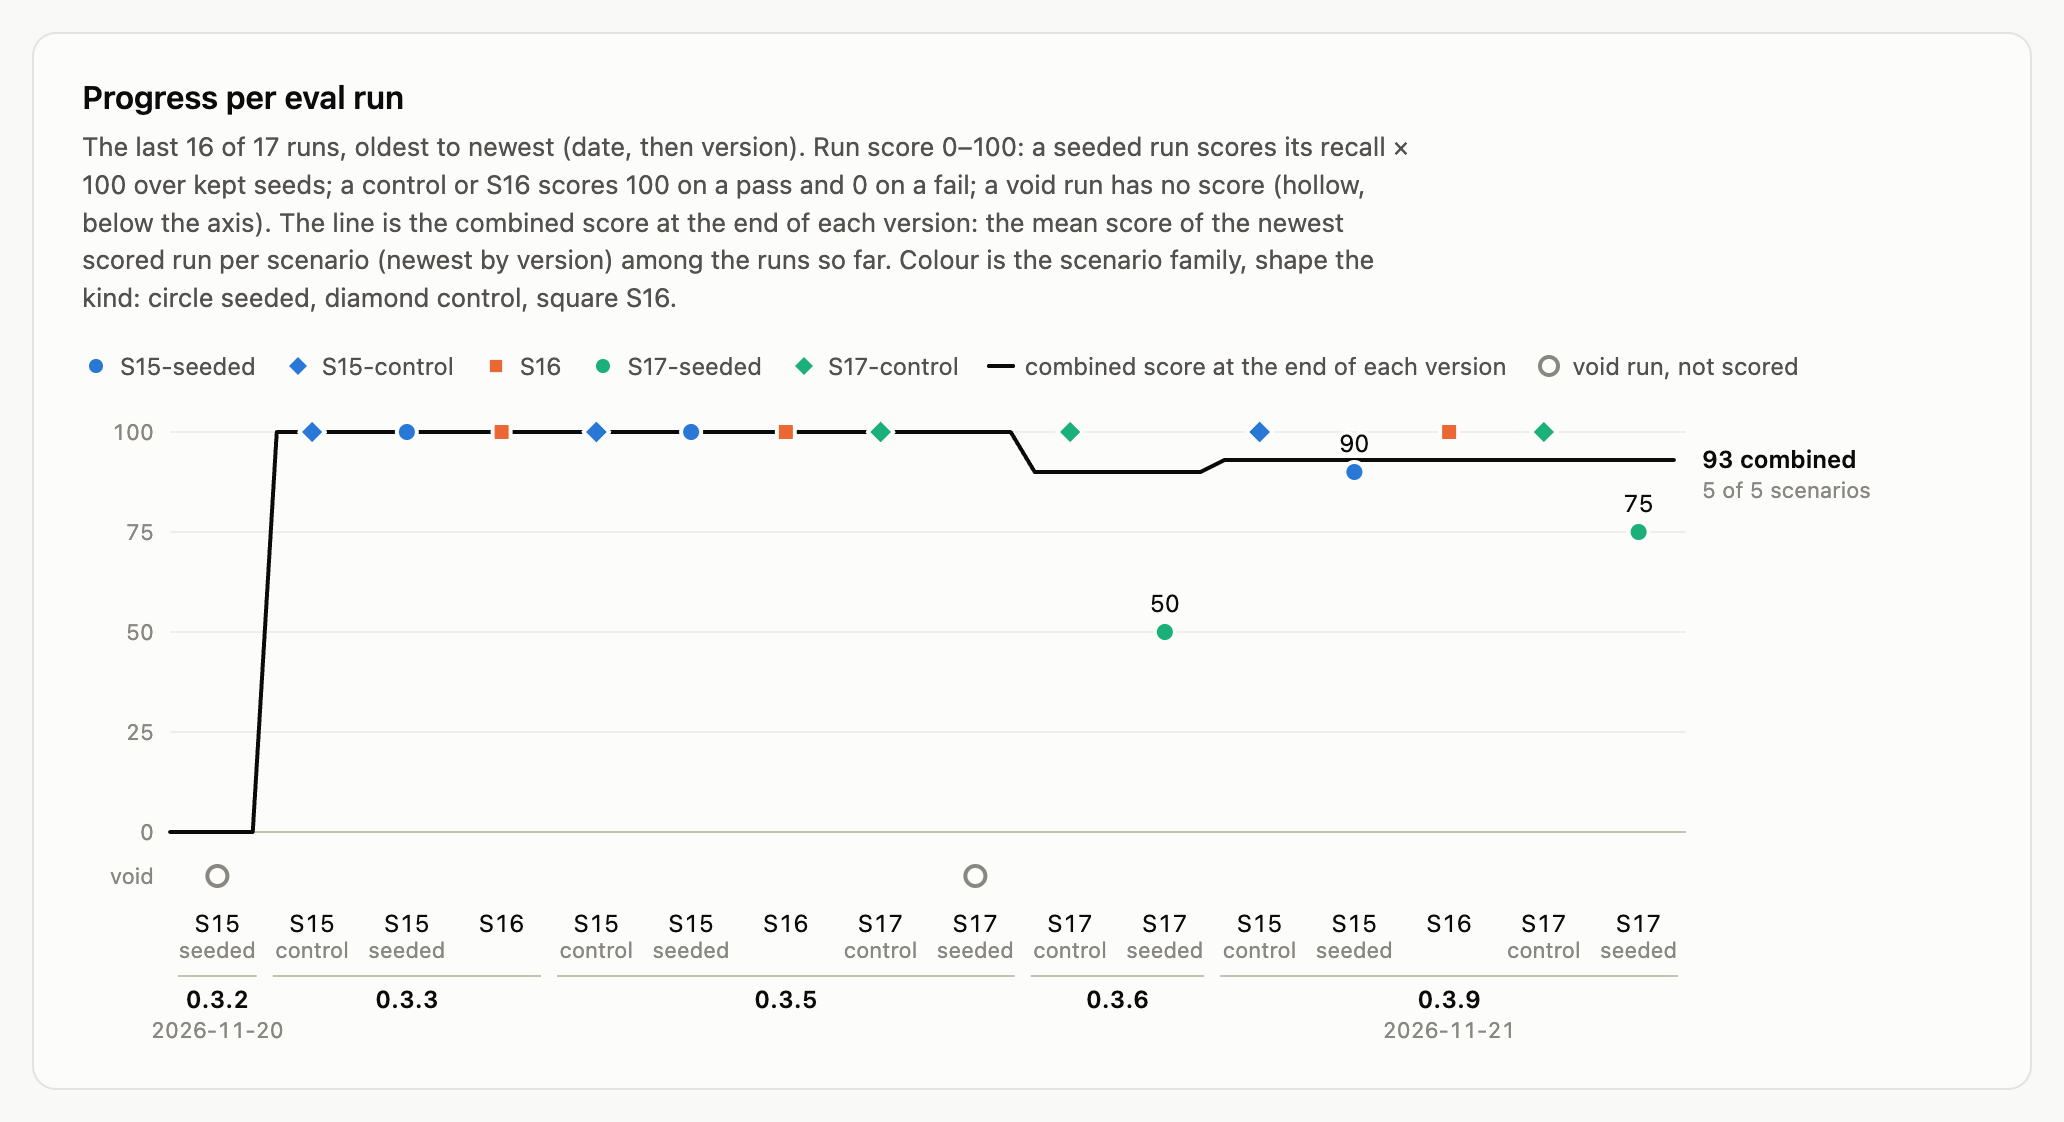 Progress per eval run
The last 16 of 17 runs, oldest to newest (date, then version). Run score 0–100: a seeded run scores its recall ×
100 over kept seeds; a control or S16 scores 100 on a pass and 0 on a fail; a void run has no score (hollow,
below the axis). The line is the combined score at the end of each version: the mean score of the newest
scored run per scenario (newest by version) among the runs so far. Colour is the scenario family, shape the
kind: circle seeded, diamond control, square S16.
S15-seeded S15-control S16 S17-seeded S17-control combined score at the end of each version void run, not scored
100
90
93 combined
5 of 5 scenarios
75
75
50
50
25
0
void
S15 S15 S15 S16 S15 S15 S16 S17 S17 S17 S17 S15 S15 S16 S17 S17
seeded control seeded control seeded control seeded control seeded control seeded control seeded
0.3.2 0.3.3 0.3.5 0.3.6 0.3.9
2026-11-20 2026-11-21